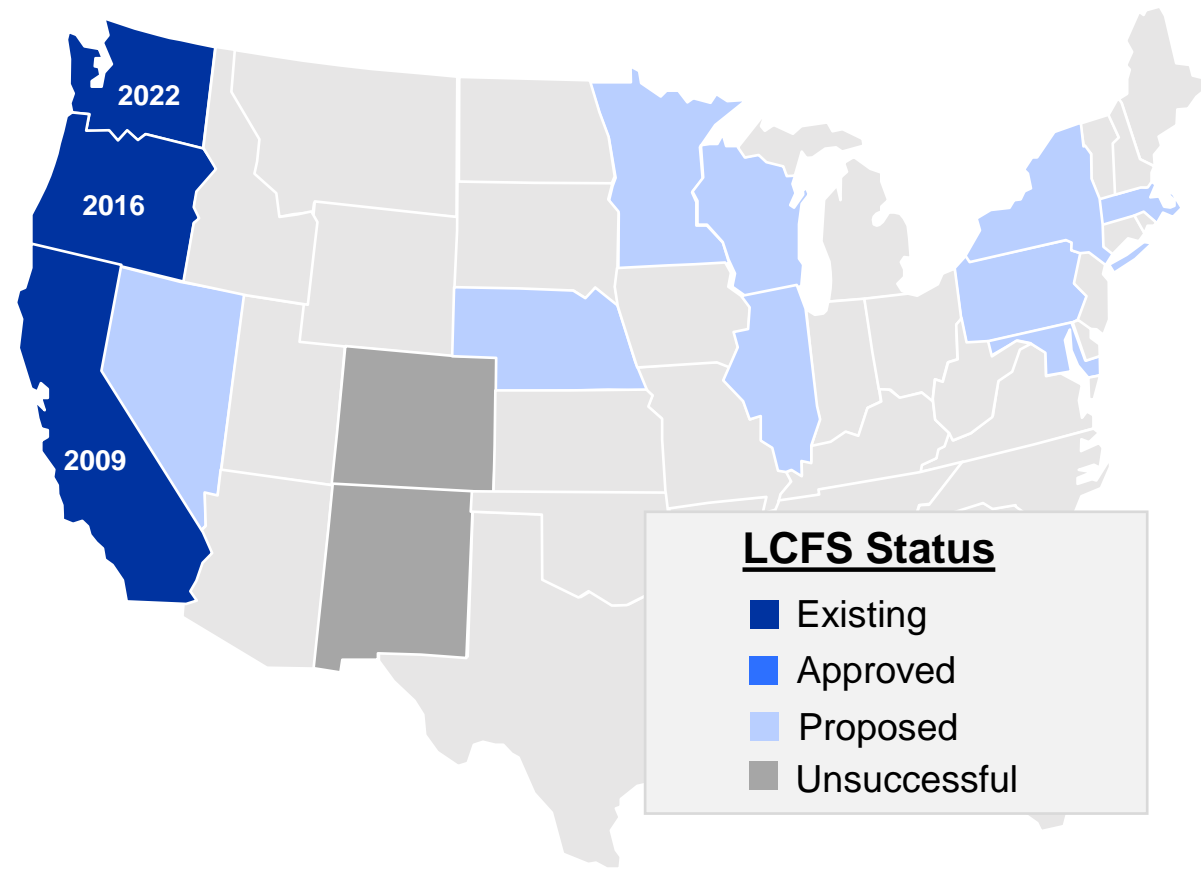 2022
2016
2009
LCFS Status
Existing
Approved
Proposed
Unsuccessful